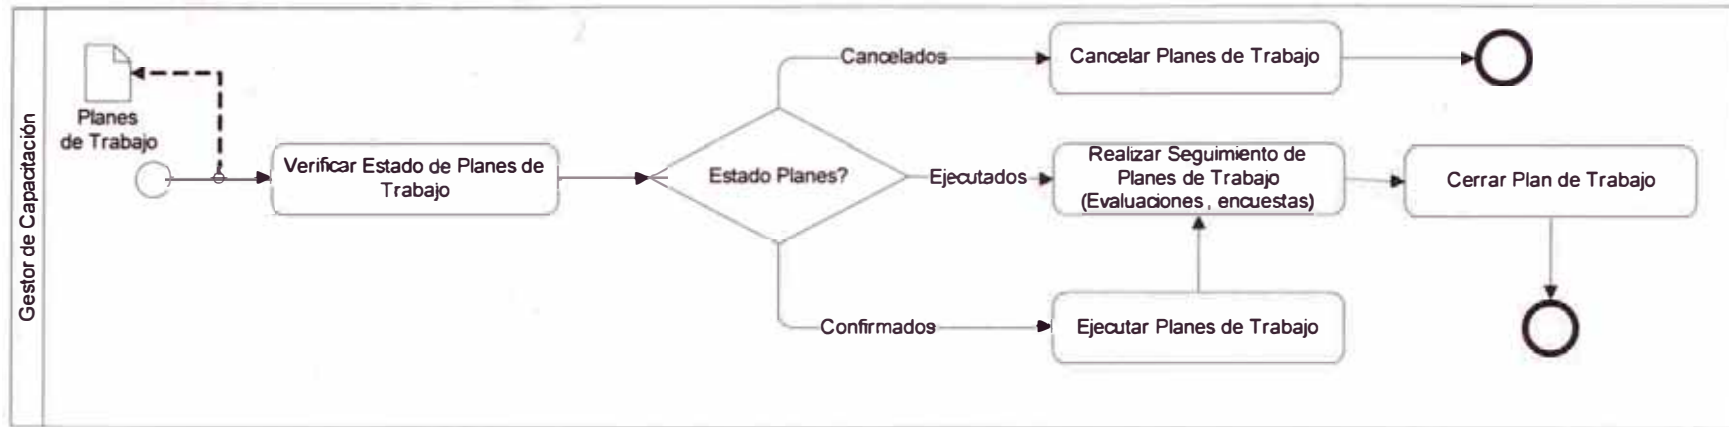 Gestor de Capacitación
Planes
de Trabajo
Verificar Estado de Planes de
Trabajo
Estado Planes?
Cancelados
Cancelar Planes de Trabajo
Ejecutados
Realizar Seguimiento de
Planes de Trabajo
(Evaluaciones , encuestas)
Cerrar Plan de Trabajo
Confirmados
Ejecutar Planes de Trabajo